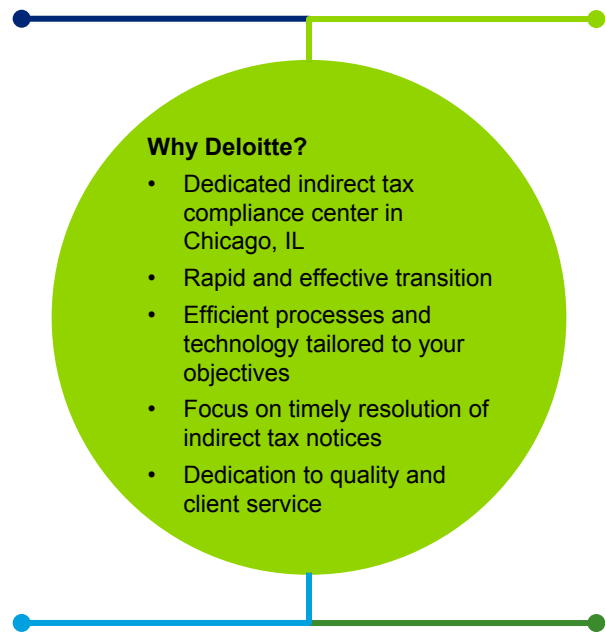 Why Deloitte?
• Dedicated indirect tax
compliance center in
Chicago, IL
• Rapid and effective transition
• Efficient processes and
technology tailored to your
objectives
• Focus on timely resolution of
indirect tax notices
• Dedication to quality and
client service